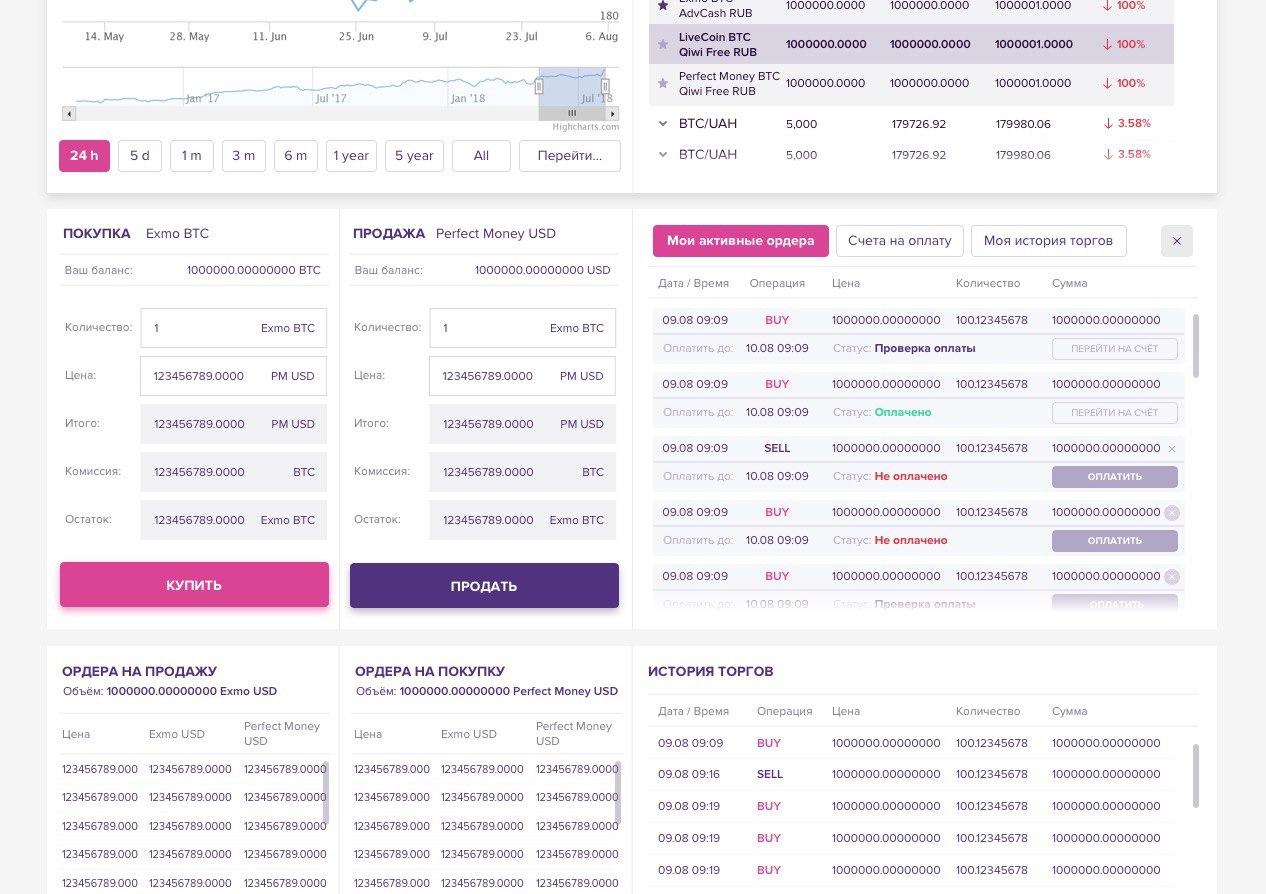 180
14. May 28. May 11. Jun 25. Jun 9. Jul 23. Jul 6. Aug
Jan '17 Jul '17 Jan '18 Jul '18
Highcharts.com
24 h 5 d 1 m 3 m 6 m 1 year 5 year All Перейти...
Exmo BTC
AdvCash RUB 1000000.0000 1000000.0000 1000001.0000 100%
LiveCoin BTC
Qiwi Free RUB 1000000.0000 1000000.0000 1000001.0000 100%
Perfect Money BTC
Qiwi Free RUB 1000000.0000 1000000.0000 1000001.0000 100%
BTC/UAH 5,000 179726.92 179980.06 3.58%
BTC/UAH 5,000 179726.92 179980.06 3.58%
ПОКУПКА Exmo BTC
Ваш баланс: 1000000.00000000 BTC
Количество: 1 Exmo BTC
Цена: 123456789.0000 PM USD
Итого: 123456789.0000 PM USD
Комиссия: 123456789.0000 BTC
Остаток: 123456789.0000 Exmo BTC
КУПИТЬ
ПРОДАЖА Perfect Money USD
Ваш баланс: 1000000.00000000 USD
Количество: 1 Exmo BTC
Цена: 123456789.0000 PM USD
Итого: 123456789.0000 PM USD
Комиссия: 123456789.0000 BTC
Остаток: 123456789.0000 Exmo BTC
ПРОДАТЬ
Мои активные ордера Счета на оплату Моя история торгов ×
Дата / Время Операция Цена Количество Сумма
09.08 09:09 BUY 1000000.00000000 100.12345678 1000000.00000000
Оплатить до: 10.08 09:09 Статус: Проверка оплаты ПЕРЕЙТИ НА СЧЁТ
09.08 09:09 BUY 1000000.00000000 100.12345678 1000000.00000000
Оплатить до: 10.08 09:09 Статус: Оплачено ПЕРЕЙТИ НА СЧЁТ
09.08 09:09 SELL 1000000.00000000 100.12345678 1000000.00000000 ×
Оплатить до: 10.08 09:09 Статус: Не оплачено ОПЛАТИТЬ
09.08 09:09 BUY 1000000.00000000 100.12345678 1000000.00000000 ×
Оплатить до: 10.08 09:09 Статус: Не оплачено ОПЛАТИТЬ
09.08 09:09 BUY 1000000.00000000 100.12345678 1000000.00000000 ×
Оплатить до: 10.08 09:09 Статус: Проверка оплаты ОПЛАТИТЬ
ОРДЕРА НА ПРОДАЖУ
Объём: 1000000.00000000 Exmo USD
Цена Exmo USD Perfect Money
USD
123456789.000 123456789.0000 123456789.0000
123456789.000 123456789.0000 123456789.0000
123456789.000 123456789.0000 123456789.0000
123456789.000 123456789.0000 123456789.0000
123456789.000 123456789.0000 123456789.0000
ОРДЕРА НА ПОКУПКУ
Объём: 1000000.00000000 Perfect Money USD
Цена Exmo USD Perfect Money
USD
123456789.000 123456789.0000 123456789.0000
123456789.000 123456789.0000 123456789.0000
123456789.000 123456789.0000 123456789.0000
123456789.000 123456789.0000 123456789.0000
123456789.000 123456789.0000 123456789.0000
ИСТОРИЯ ТОРГОВ
Дата / Время Операция Цена Количество Сумма
09.08 09:09 BUY 1000000.00000000 100.12345678 1000000.00000000
09.08 09:16 SELL 1000000.00000000 100.12345678 1000000.00000000
09.08 09:19 BUY 1000000.00000000 100.12345678 1000000.00000000
09.08 09:19 BUY 1000000.00000000 100.12345678 1000000.00000000
09.08 09:19 BUY 1000000.00000000 100.12345678 1000000.00000000